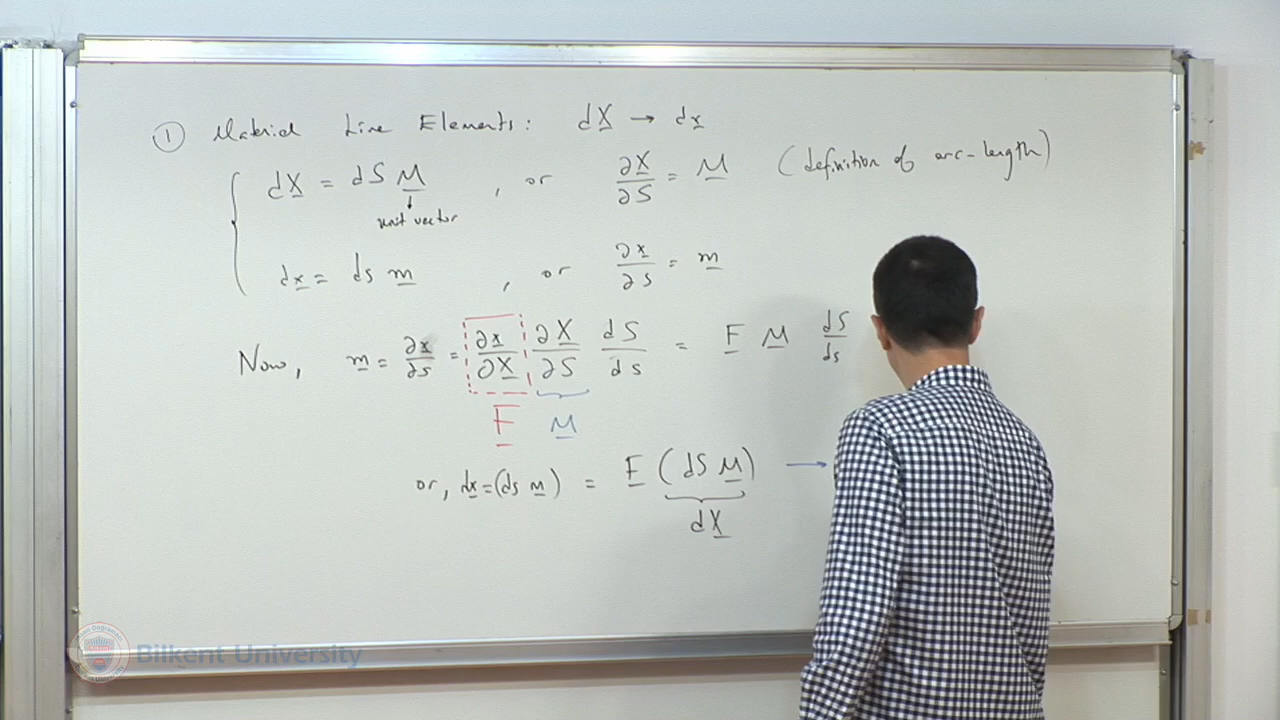 ① Material Line Elements: dX → dx
dX = dS M , or ∂X/∂S = M (definition of arc-length)
unit vector
dx = ds m , or ∂x/∂s = m
Now, m = ∂x/∂s = ∂x/∂X ∂X/∂S dS/ds = F M dS/ds
F M
or, dx = (ds m) = F (dS M) →
dX
Bilkent University